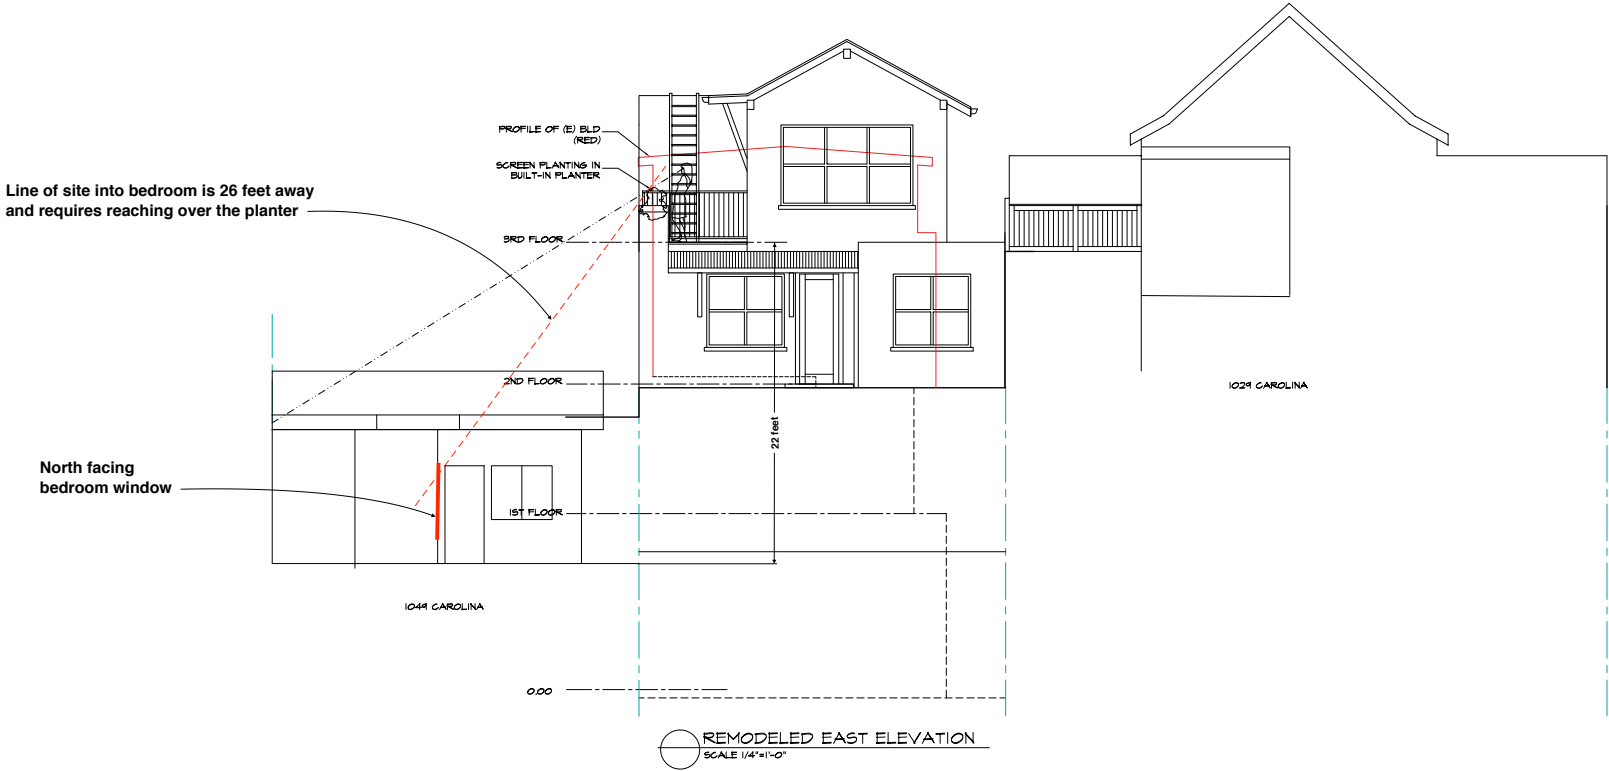 PROFILE OF (E) BLD
(RED)
SCREEN PLANTING IN
BUILT-IN PLANTER
Line of site into bedroom is 26 feet away
and requires reaching over the planter
3RD FLOOR
2ND FLOOR
1029 CAROLINA
22 feet
North facing
bedroom window
1ST FLOOR
1049 CAROLINA
0.00
REMODELED EAST ELEVATION
SCALE 1/4"=1'-0"